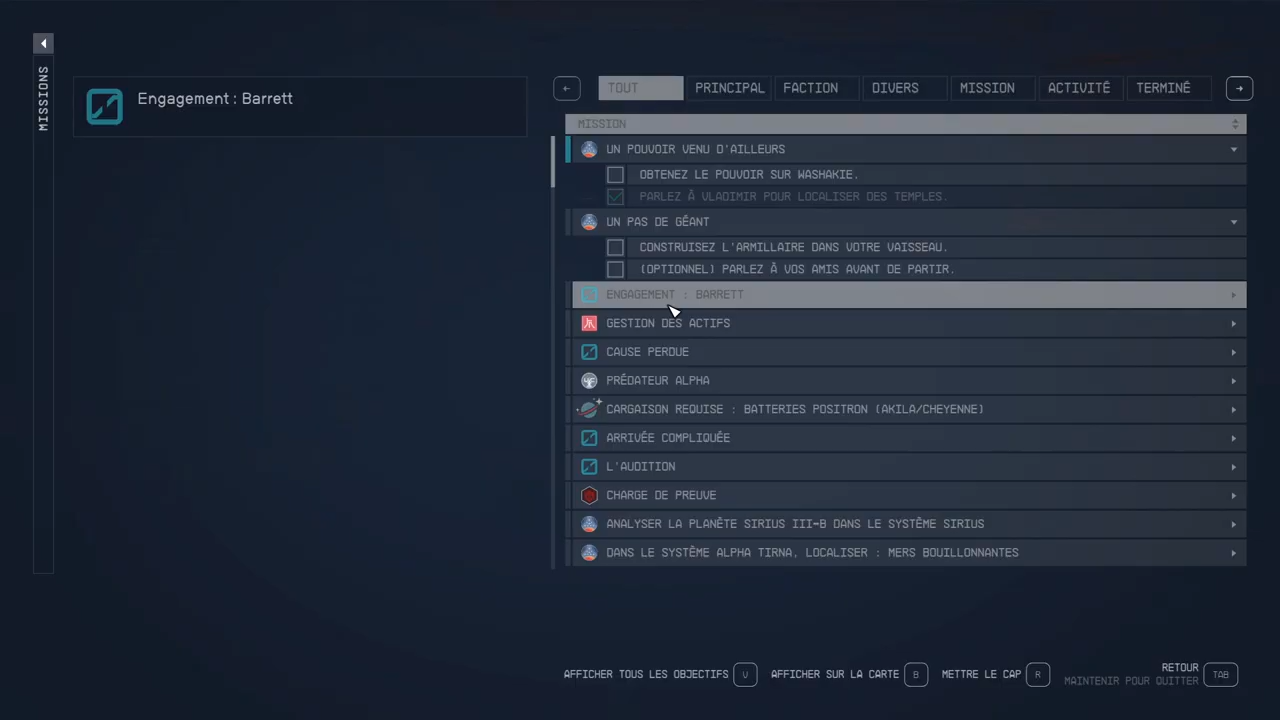 MISSIONS
Engagement : Barrett
TOUT PRINCIPAL FACTION DIVERS MISSION ACTIVITÉ TERMINÉ
MISSION
UN POUVOIR VENU D'AILLEURS
OBTENEZ LE POUVOIR SUR WASHAKIE.
PARLEZ À VLADIMIR POUR LOCALISER DES TEMPLES.
UN PAS DE GÉANT
CONSTRUISEZ L'ARMILLAIRE DANS VOTRE VAISSEAU.
(OPTIONNEL) PARLEZ À VOS AMIS AVANT DE PARTIR.
ENGAGEMENT : BARRETT
GESTION DES ACTIFS
CAUSE PERDUE
PRÉDATEUR ALPHA
CARGAISON REQUISE : BATTERIES POSITRON (AKILA/CHEYENNE)
ARRIVÉE COMPLIQUÉE
L'AUDITION
CHARGE DE PREUVE
ANALYSER LA PLANÈTE SIRIUS III-B DANS LE SYSTÈME SIRIUS
DANS LE SYSTÈME ALPHA TIRNA, LOCALISER : MERS BOUILLONNANTES
AFFICHER TOUS LES OBJECTIFS V AFFICHER SUR LA CARTE B METTRE LE CAP R RETOUR TAB
MAINTENIR POUR QUITTER